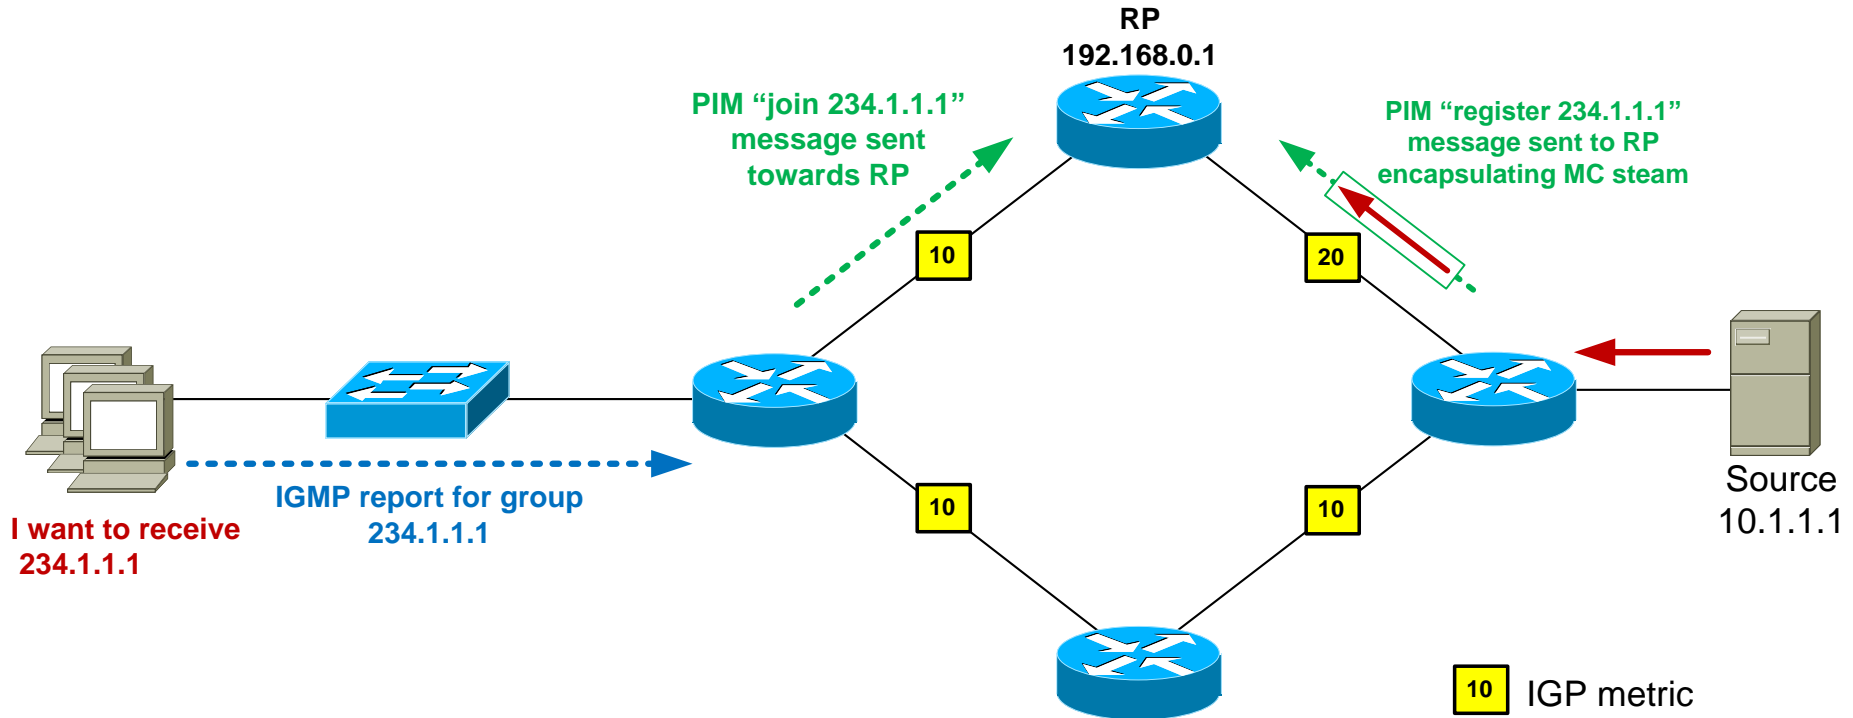 RP
192.168.0.1
PIM “join 234.1.1.1”
message sent
towards RP
PIM “register 234.1.1.1”
message sent to RP
encapsulating MC steam
10
20
IGMP report for group
234.1.1.1
I want to receive
234.1.1.1
10
10
Source
10.1.1.1
10 IGP metric